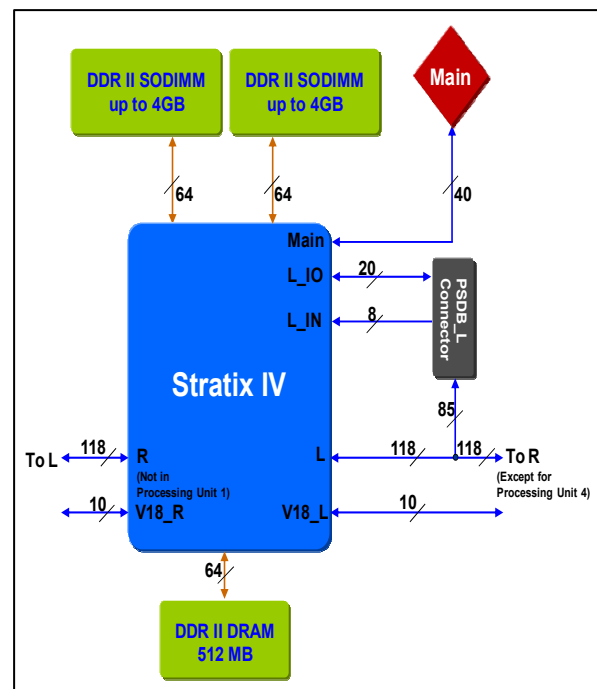 DDR II SODIMM
up to 4GB
DDR II SODIMM
up to 4GB
Main
64
64
40
Main
L_IO
20
L_IN
8
PSDB_L
Connector
Stratix IV
85
To L
118
R
(Not in
Processing Unit 1)
L
118
118
To R
(Except for
Processing Unit 4)
10
V18_R
V18_L
10
64
DDR II DRAM
512 MB